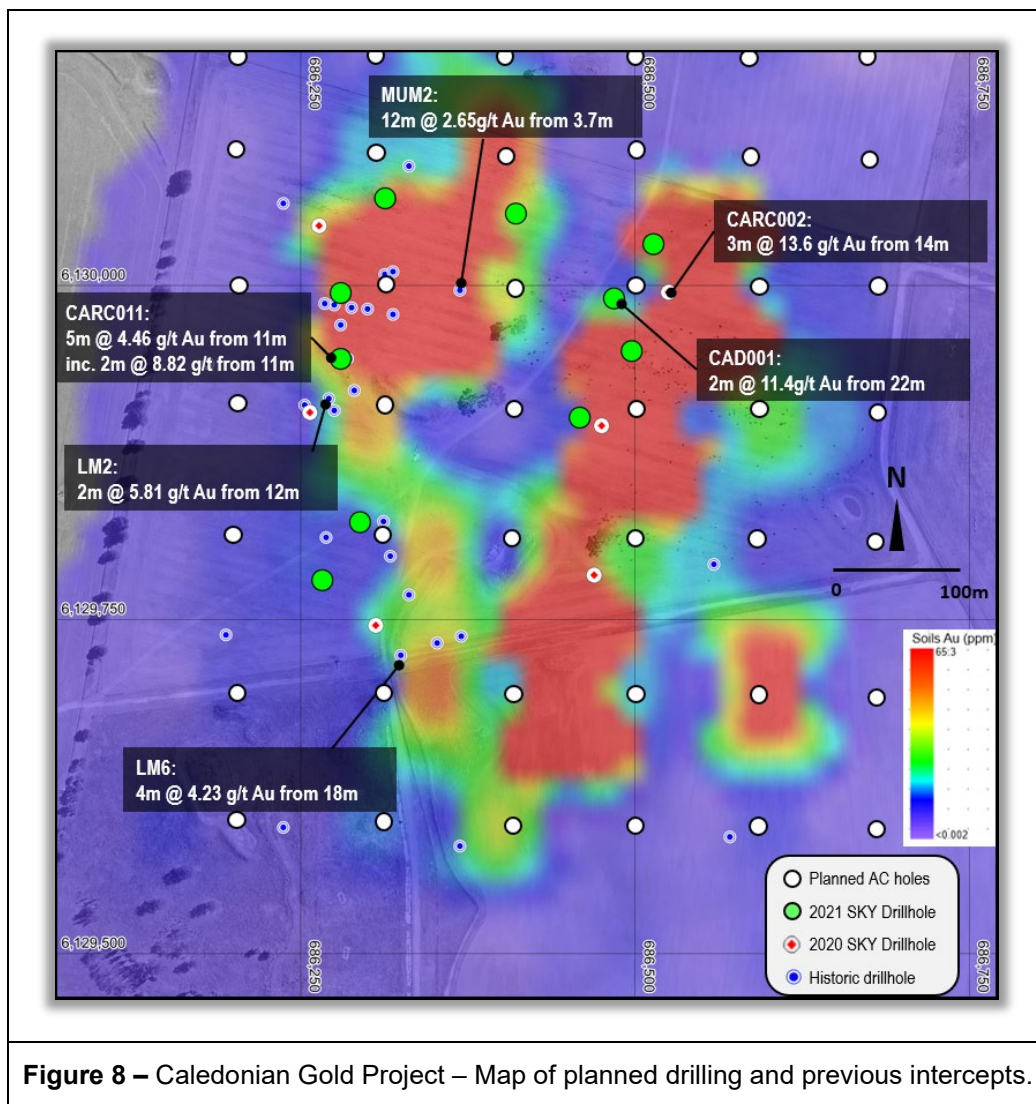 686,250
686,500
686,750
MUM2:
12m @ 2.65g/t Au from 3.7m
CARC002:
3m @ 13.6 g/t Au from 14m
6,130,000
CARC011:
5m @ 4.46 g/t Au from 11m
inc. 2m @ 8.82 g/t from 11m
CAD001:
2m @ 11.4g/t Au from 22m
LM2:
2m @ 5.81 g/t Au from 12m
N
0 100m
6,129,750
Soils Au (ppm)
65.3
<0.002
LM6:
4m @ 4.23 g/t Au from 18m
Planned AC holes
2021 SKY Drillhole
2020 SKY Drillhole
Historic drillhole
6,129,500
686,250
686,500
686,750
Figure 8 – Caledonian Gold Project – Map of planned drilling and previous intercepts.